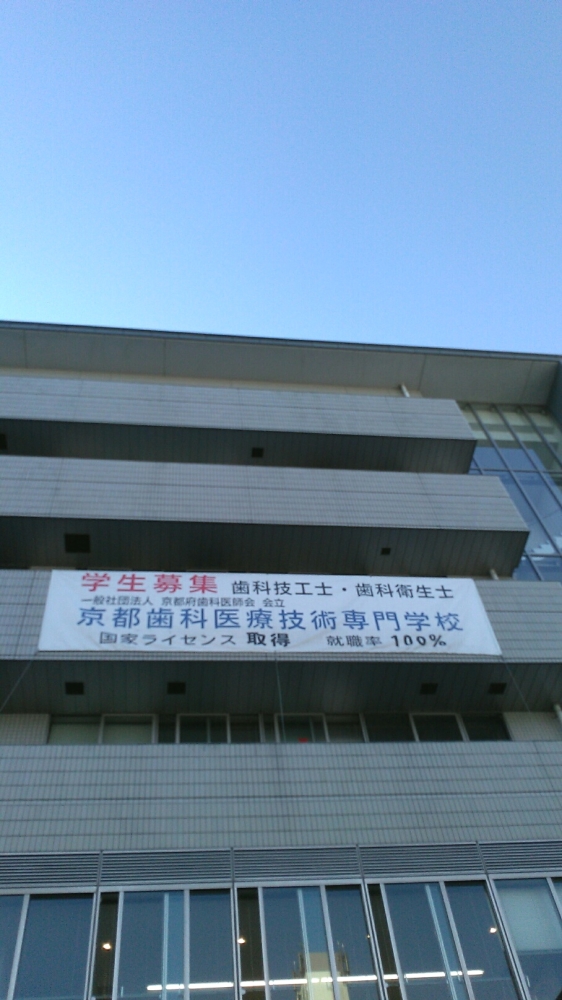 学生募集 歯科技工士・歯科衛生士
一般社団法人 京都府歯科医師会 会立
京都歯科医療技術専門学校
国家ライセンス 取得 就職率 100%